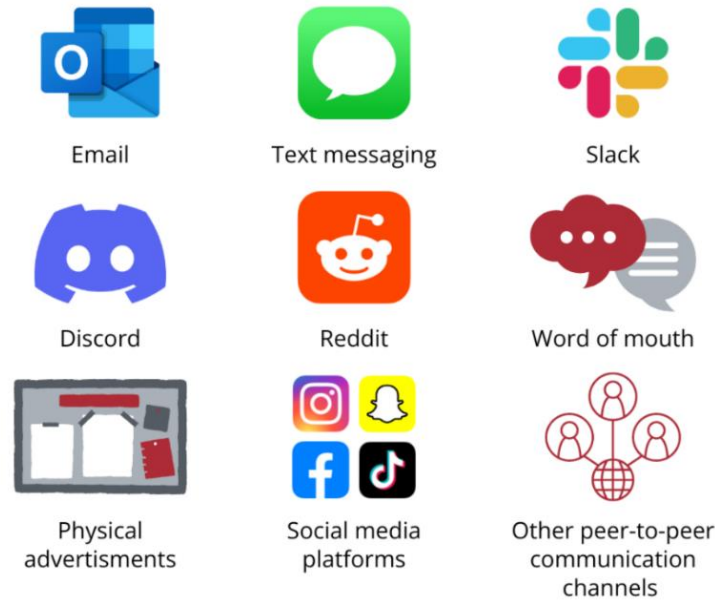 O
Email
Text messaging
Slack
Discord
Reddit
Word of mouth
Physical
advertisments
Social media
platforms
Other peer-to-peer
communication
channels